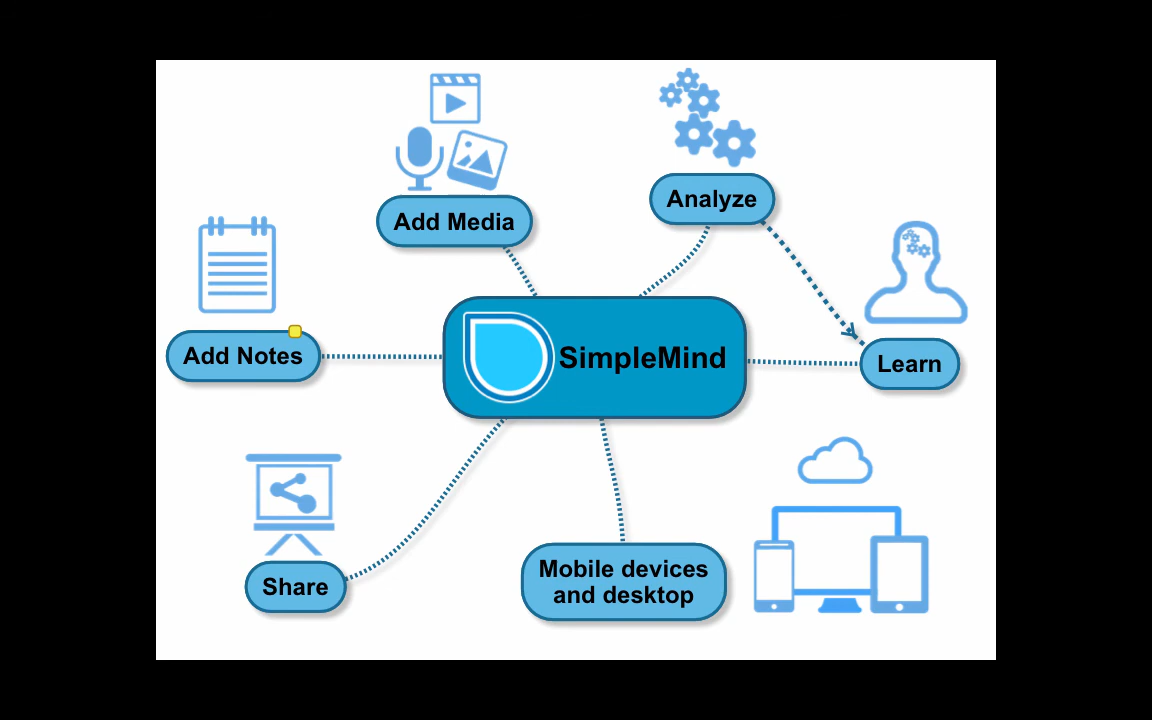 Analyze
Add Media
Add Notes
SimpleMind
Learn
Mobile devices
and desktop
Share